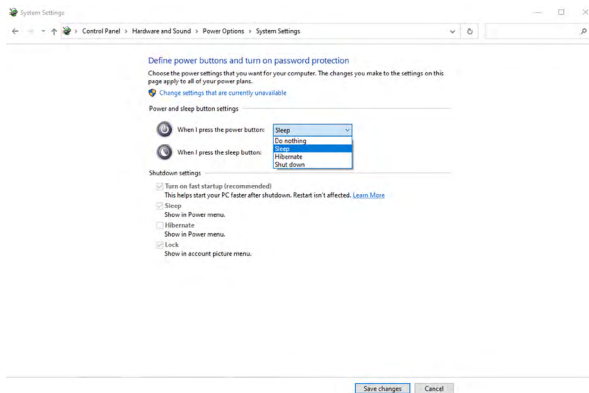 System Settings
Control Panel > Hardware and Sound > Power Options > System Settings
Define power buttons and turn on password protection
Choose the power settings that you want for your computer. The changes you make to the settings on this
page apply to all of your power plans.
Change settings that are currently unavailable
Power and sleep button settings
When I press the power button: Sleep
Do nothing
Sleep
When I press the sleep button:
Hibernate
Shut down
Shutdown settings
Turn on fast startup (recommended)
This helps start your PC faster after shutdown. Restart isn't affected. Learn More
Sleep
Show in Power menu.
Hibernate
Show in Power menu.
Lock
Show in account picture menu.
Save changes Cancel